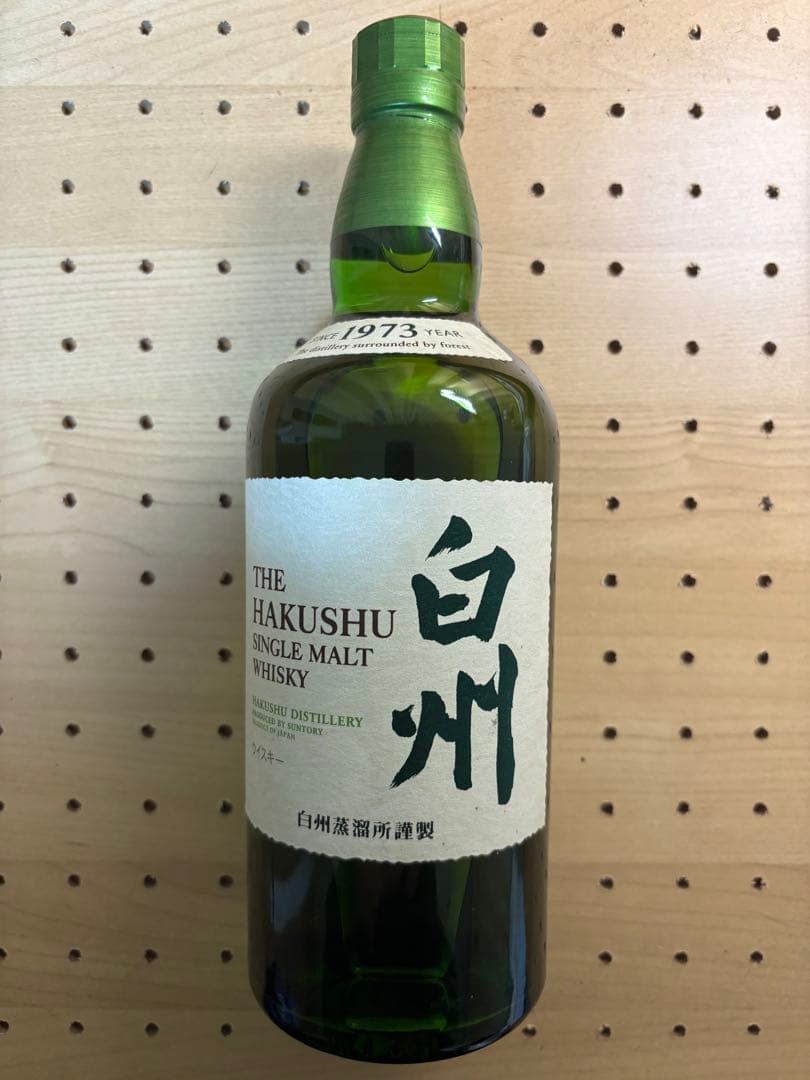 SINCE 1973 YEAR
The distillery surrounded by forest.
THE
HAKUSHU
SINGLE MALT
WHISKY
白州
HAKUSHU DISTILLERY
PRODUCED BY SUNTORY
PRODUCT OF JAPAN
ウイスキー
白州蒸溜所謹製